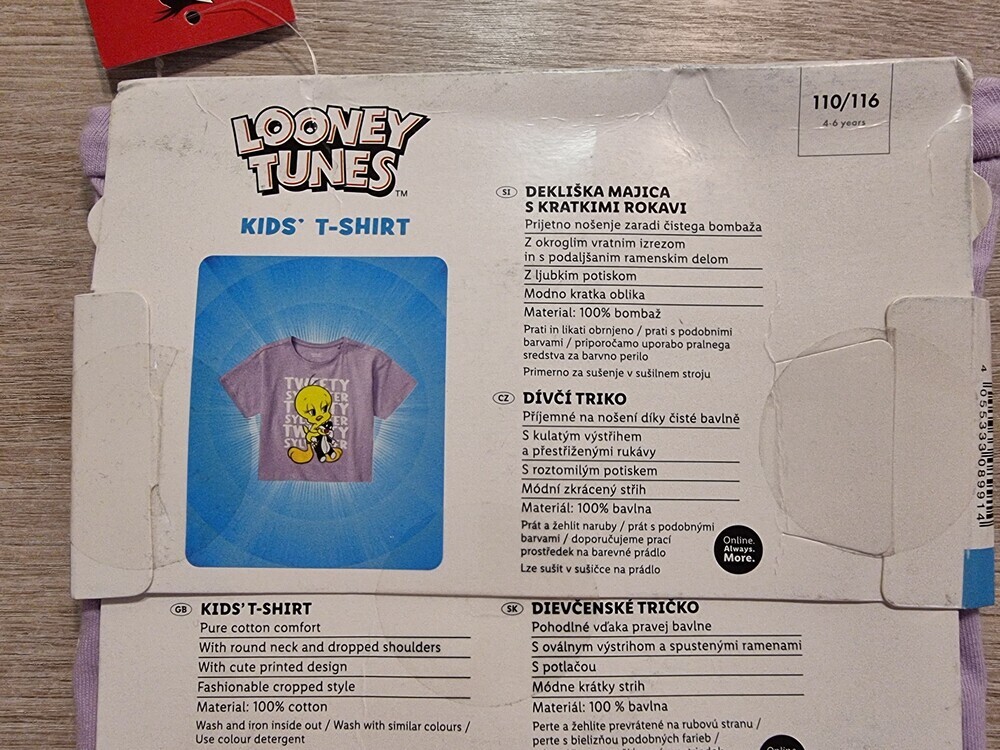 LOONEY
TUNES™
KIDS' T-SHIRT
TWEETY
TWEETY
110/116
4-6 years
SI DEKLIŠKA MAJICA
S KRATKIMI ROKAVI
Prijetno nošenje zaradi čistega bombaža
Z okroglim vratnim izrezom
in s podaljšanim ramenskim delom
Z ljubkim potiskom
Modno kratka oblika
Material: 100% bombaž
Prati in likati obrnjeno / prati s podobnimi
barvami / priporočamo uporabo pralnega
sredstva za barvno perilo
Primerno za sušenje v sušilnem stroju
CZ DÍVČÍ TRIKO
Příjemné na nošení díky čisté bavlně
S kulatým výstřihem
a přestřiženými rukávy
S roztomilým potiskem
Módní zkrácený střih
Materiál: 100% bavlna
Prát a žehlit naruby / prát s podobnými
barvami / doporučujeme prací
prostředek na barevné prádlo
Lze sušit v sušičce na prádlo
Online.
Always.
More.
4 053330 89914
GB KIDS' T-SHIRT
Pure cotton comfort
With round neck and dropped shoulders
With cute printed design
Fashionable cropped style
Material: 100% cotton
Wash and iron inside out / Wash with similar colours /
Use colour detergent
SK DIEVČENSKÉ TRIČKO
Pohodlné vďaka pravej bavlne
S oválnym výstrihom a spustenými ramenami
S potlačou
Módne krátky strih
Materiál: 100 % bavlna
Perte a žehlite prevrátené na rubovú stranu /
perte s bielizňou podobných farieb /
Online.